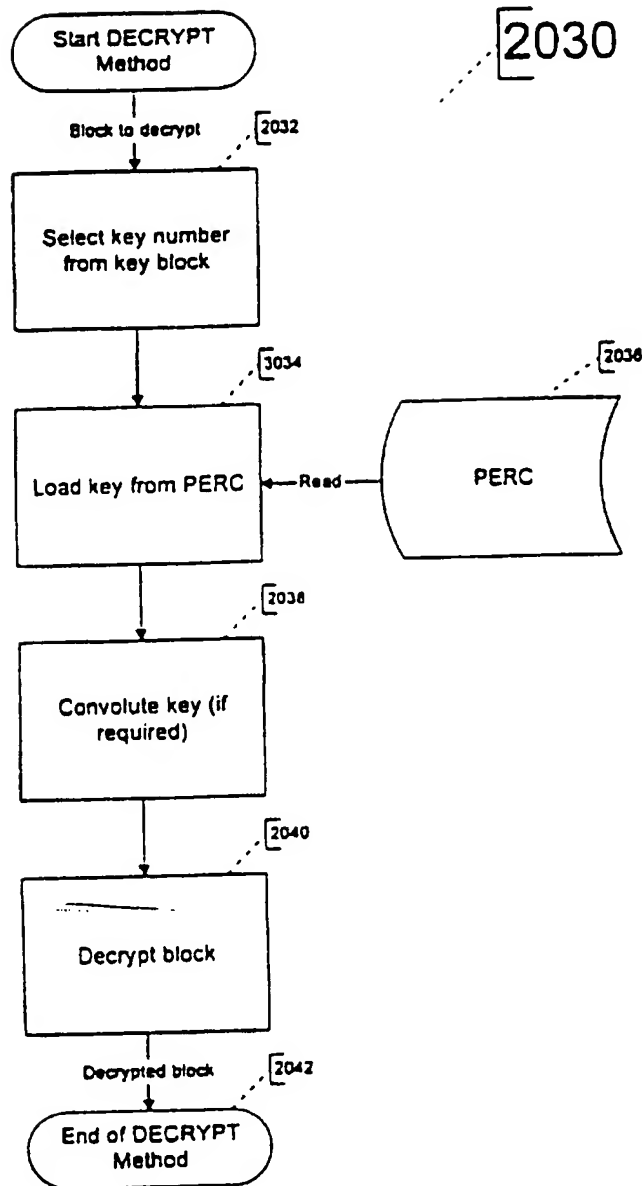 Start DECRYPT
Method
2030
Block to decrypt
2032
Select key number
from key block
3034
2036
Load key from PERC
Read
PERC
2038
Convolute key (if
required)
2040
Decrypt block
Decrypted block
2042
End of DECRYPT
Method